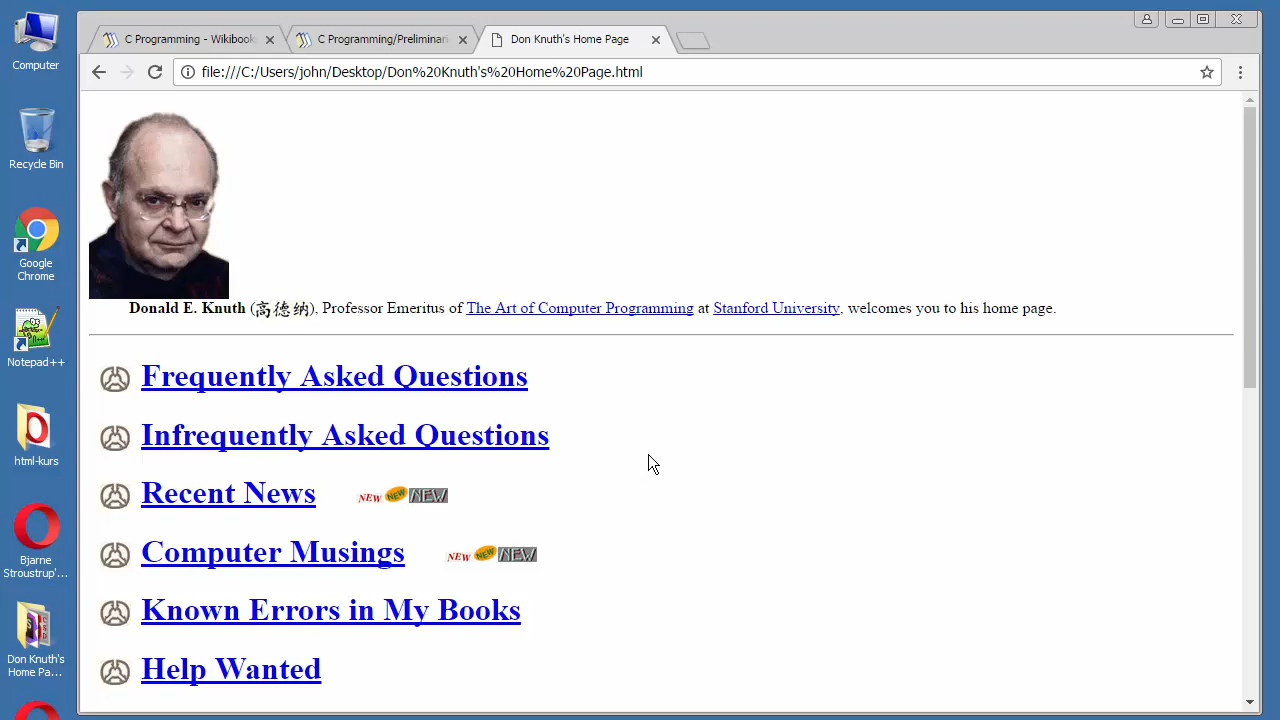 C Programming - Wikibook
C Programming/Preliminari
Don Knuth's Home Page
file:///C:/Users/john/Desktop/Don%20Knuth's%20Home%20Page.html
Computer
Recycle Bin
Google
Chrome
Notepad++
html-kurs
Bjarne
Stroustrup'...
Don Knuth's
Home Pa...
Donald E. Knuth (高德纳), Professor Emeritus of The Art of Computer Programming at Stanford University, welcomes you to his home page.
Frequently Asked Questions
Infrequently Asked Questions
Recent News NEW NEW NEW
Computer Musings NEW NEW NEW
Known Errors in My Books
Help Wanted